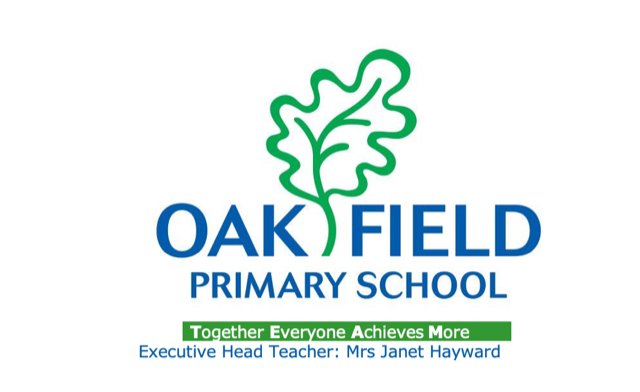 OAK FIELD
PRIMARY SCHOOL
Together Everyone Achieves More
Executive Head Teacher: Mrs Janet Hayward